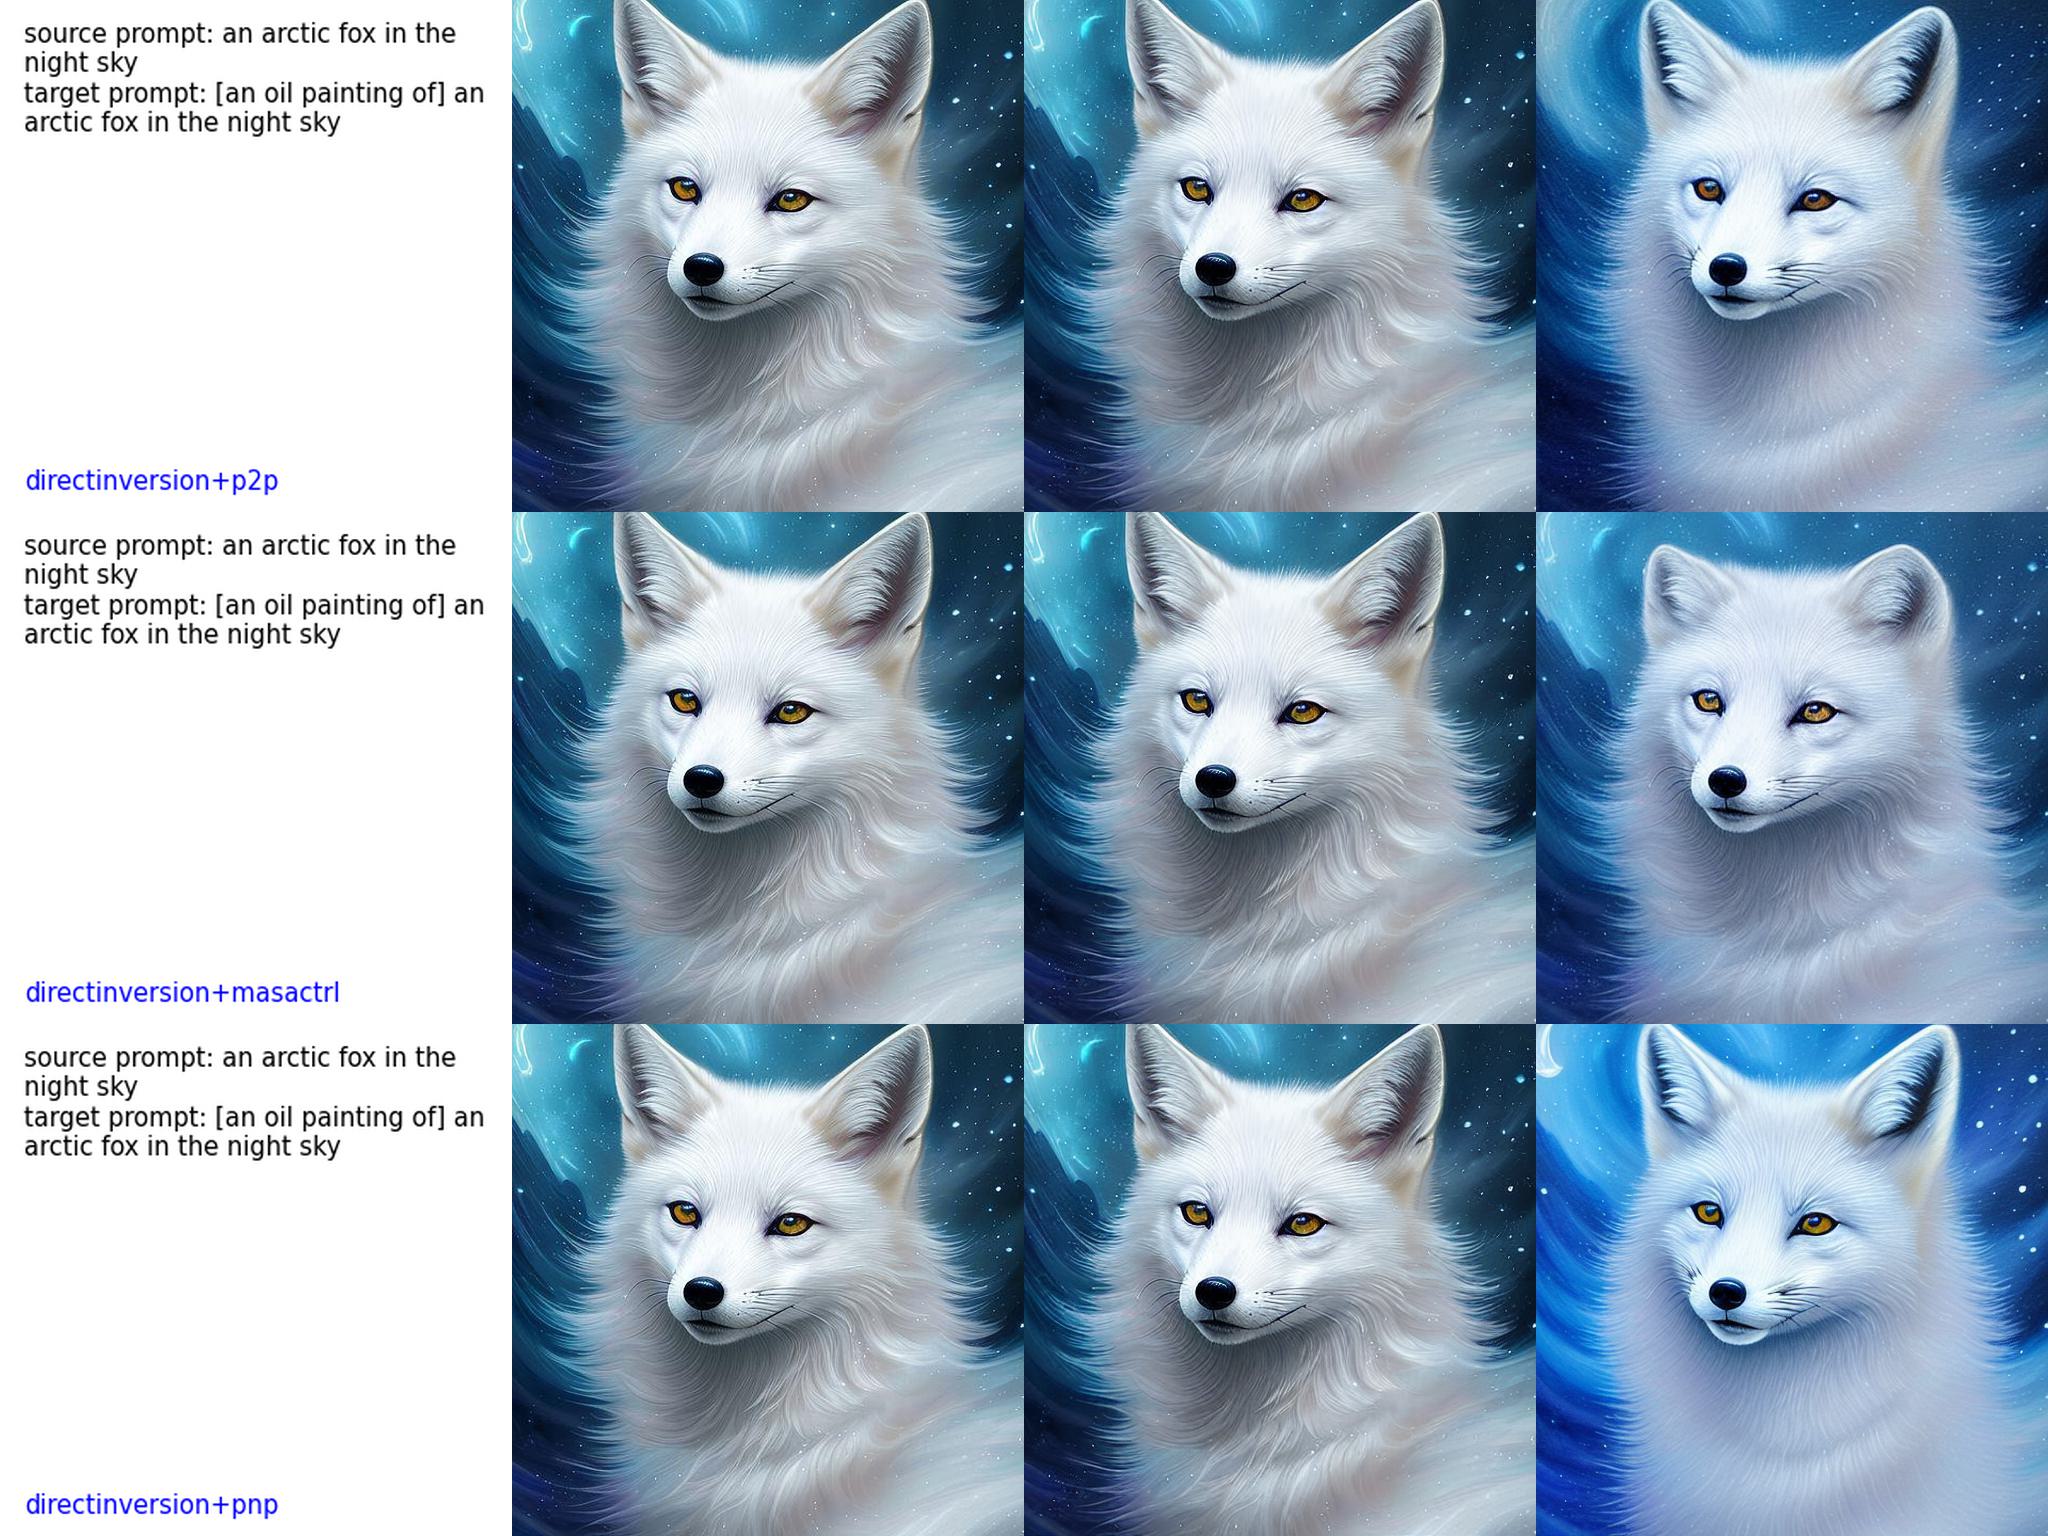 source prompt: an arctic fox in the
night sky
target prompt: [an oil painting of] an
arctic fox in the night sky
directinversion+p2p
source prompt: an arctic fox in the
night sky
target prompt: [an oil painting of] an
arctic fox in the night sky
directinversion+masactrl
source prompt: an arctic fox in the
night sky
target prompt: [an oil painting of] an
arctic fox in the night sky
directinversion+pnp